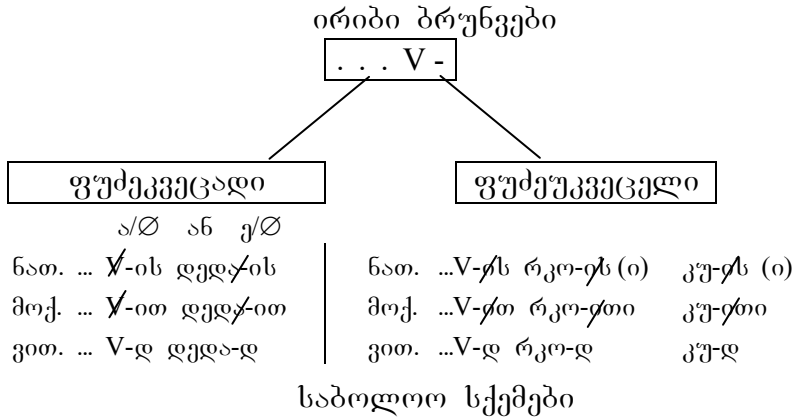 ირიბი ბრუნვები
. . . V -
ფუძეკვეცადი
ფუძეუკვეცელი
ა/∅ ან ე/∅
ნათ. ... V-ის დედა-ის
მოქ. ... V-ით დედა-ით
ვით. ... V-დ დედა-დ
ნათ. ...V-ის რკო-ის (ი) კუ-ის (ი)
მოქ. ...V-ით რკო-ითი კუ-ითი
ვით. ...V-დ რკო-დ კუ-დ
საბოლოო სქემები